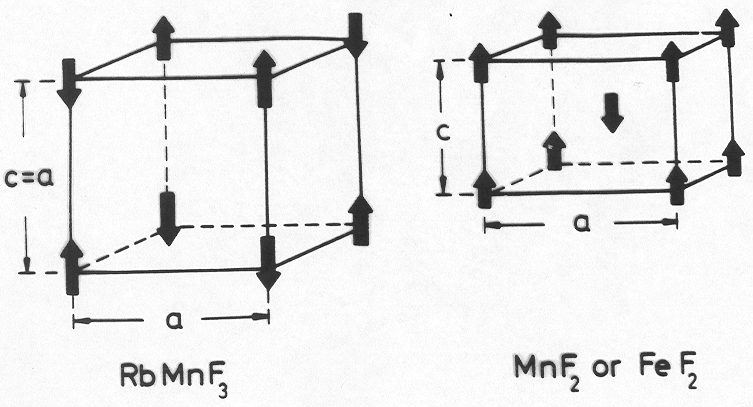 c=a
a
RbMnF3
c
a
MnF2 or FeF2